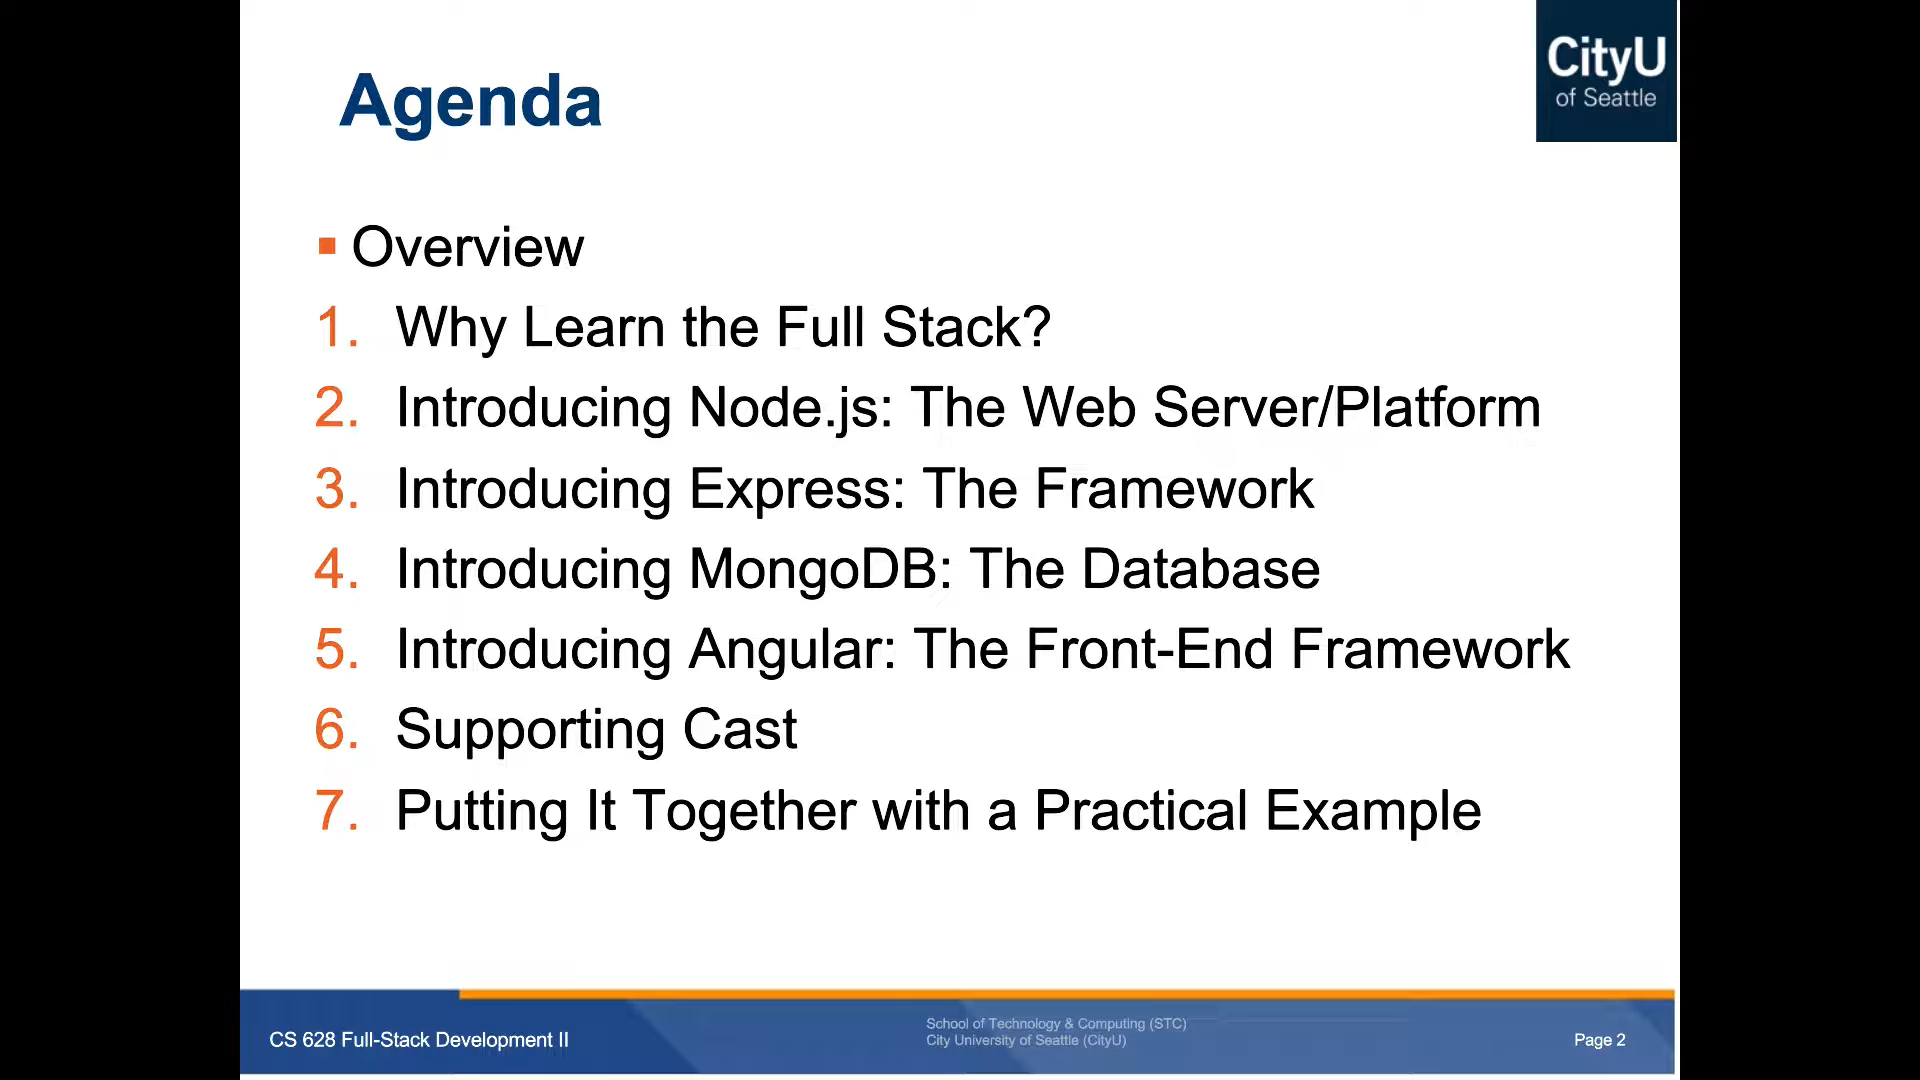 CityU
of Seattle
Agenda
▪ Overview
1. Why Learn the Full Stack?
2. Introducing Node.js: The Web Server/Platform
3. Introducing Express: The Framework
4. Introducing MongoDB: The Database
5. Introducing Angular: The Front-End Framework
6. Supporting Cast
7. Putting It Together with a Practical Example
CS 628 Full-Stack Development II
School of Technology & Computing (STC)
City University of Seattle (CityU)
Page 2